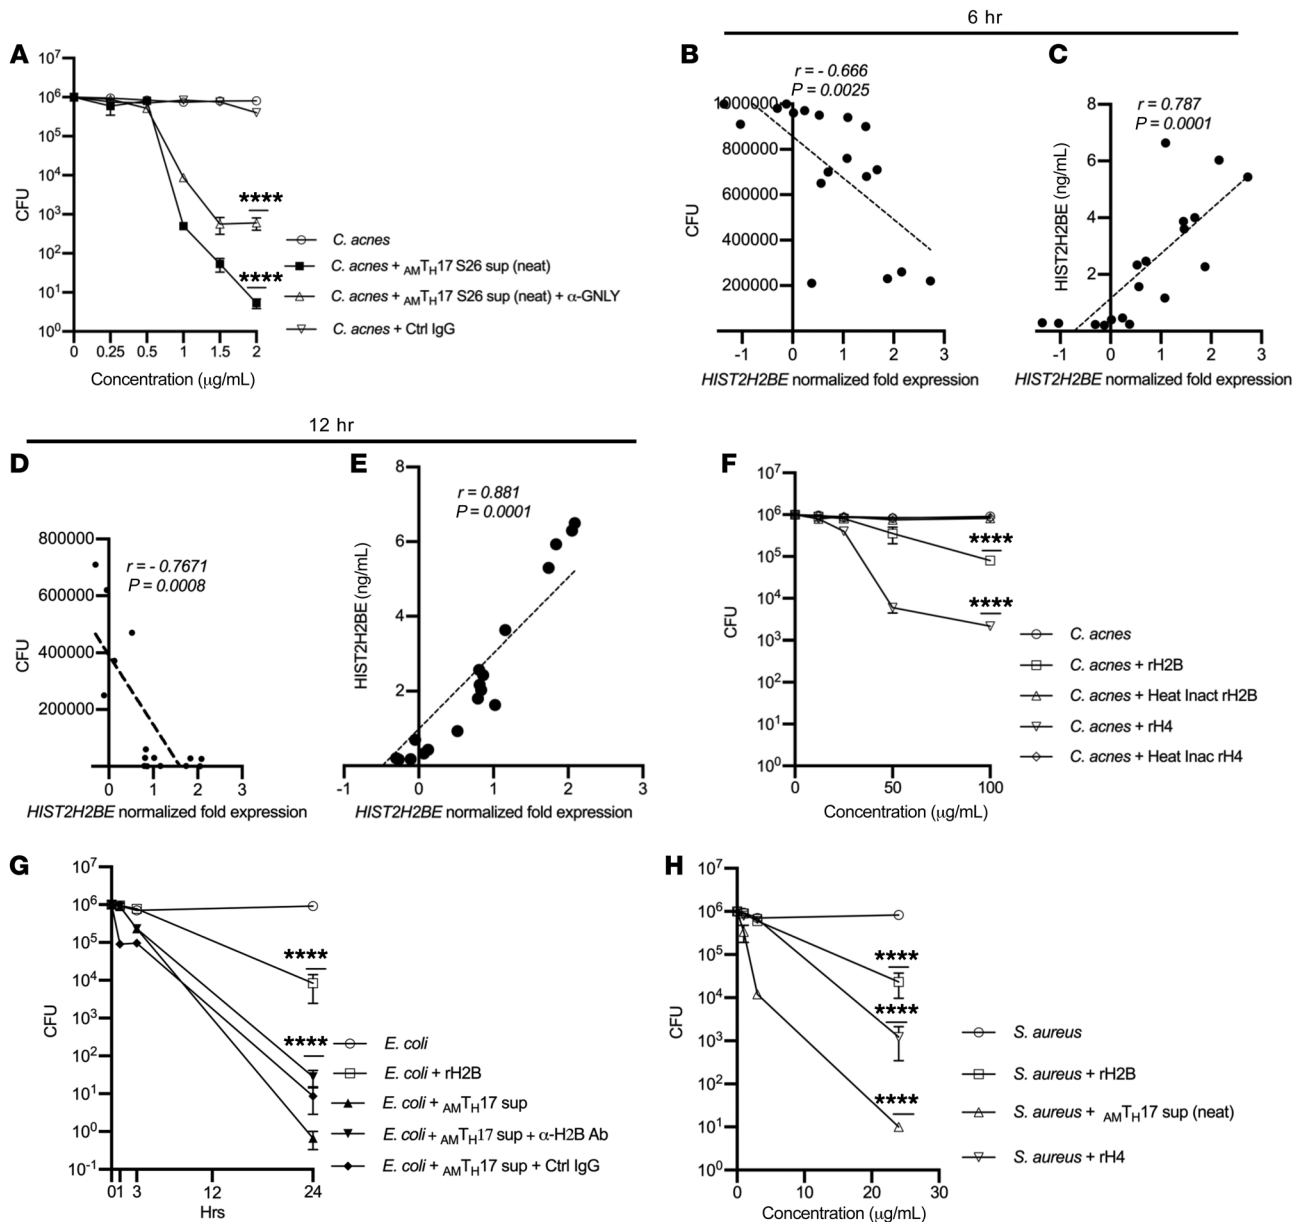 6 hr
A
10⁷
10⁶
10⁵
10⁴
10³
10²
10¹
10⁰
CFU
0 0.25 0.5 1 1.5 2
Concentration (μg/mL)
****
****
C. acnes
C. acnes + AMTH17 S26 sup (neat)
C. acnes + AMTH17 S26 sup (neat) + α-GNLY
C. acnes + Ctrl IgG
B
r = - 0.666
P = 0.0025
1000000
800000
600000
400000
200000
CFU
-1 0 1 2 3
HIST2H2BE normalized fold expression
C
r = 0.787
P = 0.0001
8
6
4
2
HIST2H2BE (ng/mL)
-1 0 1 2 3
HIST2H2BE normalized fold expression
12 hr
D
800000
600000
400000
200000
CFU
r = - 0.7671
P = 0.0008
0 1 2 3
HIST2H2BE normalized fold expression
E
8
6
4
2
HIST2H2BE (ng/mL)
r = 0.881
P = 0.0001
-1 0 1 2 3
HIST2H2BE normalized fold expression
F
10⁷
10⁶
10⁵
10⁴
10³
10²
10¹
10⁰
CFU
0 50 100
Concentration (μg/mL)
****
****
C. acnes
C. acnes + rH2B
C. acnes + Heat Inact rH2B
C. acnes + rH4
C. acnes + Heat Inac rH4
G
10⁷
10⁶
10⁵
10⁴
10³
10²
10¹
10⁰
10⁻¹
CFU
0 1 3 12 24
Hrs
****
****
E. coli
E. coli + rH2B
E. coli + AMTH17 sup
E. coli + AMTH17 sup + α-H2B Ab
E. coli + AMTH17 sup + Ctrl IgG
H
10⁷
10⁶
10⁵
10⁴
10³
10²
10¹
10⁰
CFU
0 10 20 30
Concentration (μg/mL)
****
****
****
S. aureus
S. aureus + rH2B
S. aureus + AMTH17 sup (neat)
S. aureus + rH4